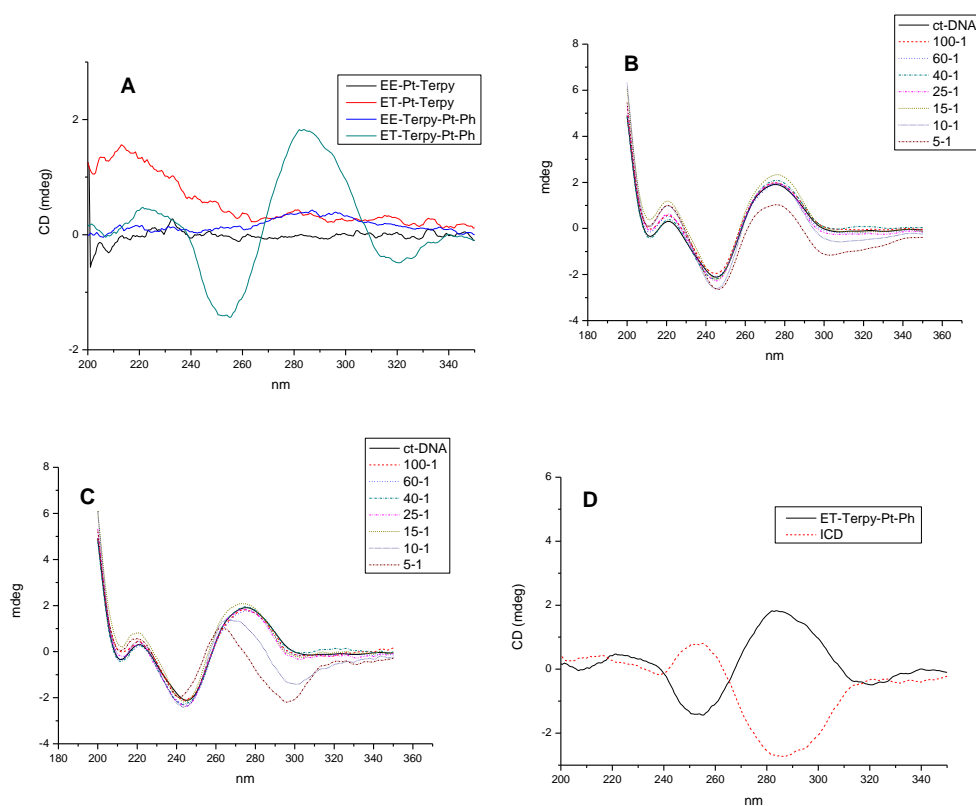 A
EE-Pt-Terpy
ET-Pt-Terpy
EE-Terpy-Pt-Ph
ET-Terpy-Pt-Ph
CD (mdeg)
2
0
-2
200 220 240 260 280 300 320 340
nm
B
ct-DNA
100-1
60-1
40-1
25-1
15-1
10-1
5-1
mdeg
8
6
4
2
0
-2
-4
180 200 220 240 260 280 300 320 340 360
nm
C
ct-DNA
100-1
60-1
40-1
25-1
15-1
10-1
5-1
mdeg
8
6
4
2
0
-2
-4
180 200 220 240 260 280 300 320 340 360
nm
D
ET-Terpy-Pt-Ph
ICD
CD (mdeg)
6
4
2
0
-2
200 220 240 260 280 300 320 340
nm